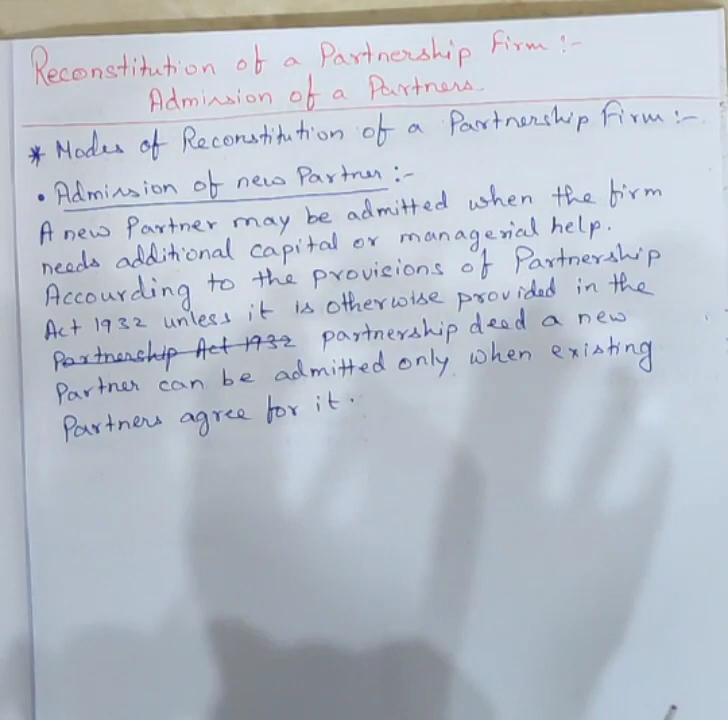 Reconstitution of a Partnership Firm :-
Admission of a Partners.
* Modes of Reconstitution of a Partnership Firm :-
• Admission of new Partner :-
A new Partner may be admitted when the firm
needs additional capital or managerial help.
Accourding to the provisions of Partnership
Act 1932 unless it is otherwise provided in the
Partnership Act 1932 partnership deed a new
Partner can be admitted only when existing
Partners agree for it.